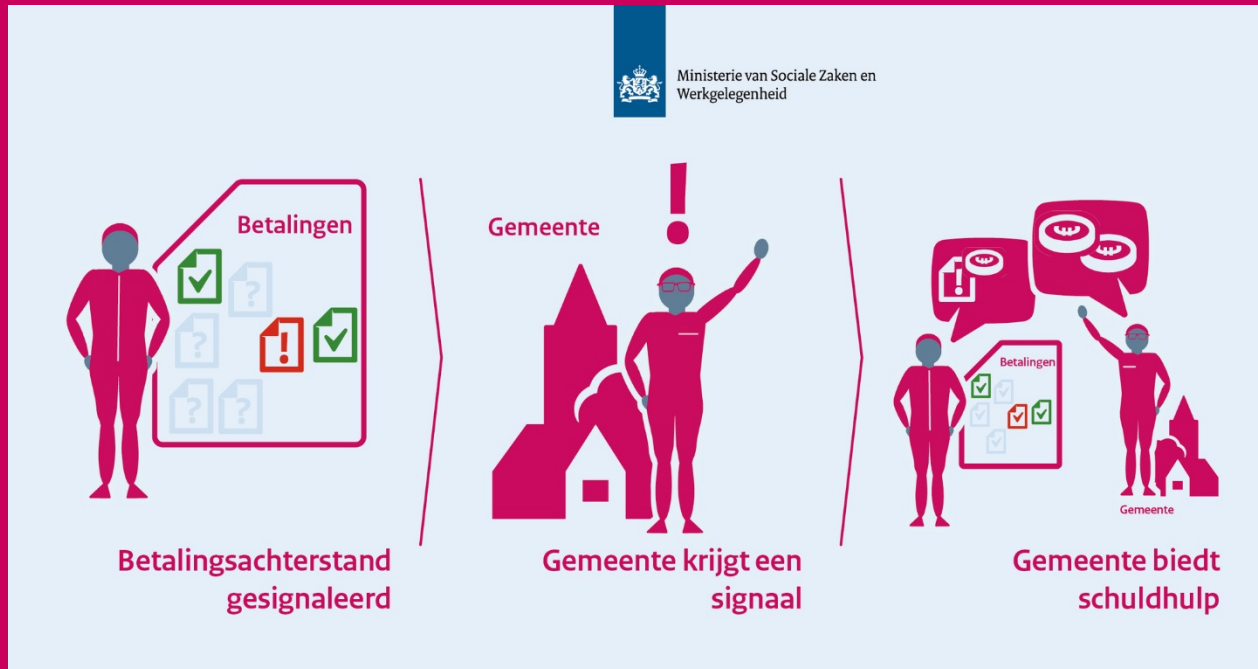 Ministerie van Sociale Zaken en
Werkgelegenheid
Betalingen
?
!
?
?
?
Betalingsachterstand
gesignaleerd
Gemeente
!
Gemeente krijgt een
signaal
!
Betalingen
Gemeente
Gemeente biedt
schuldhulp